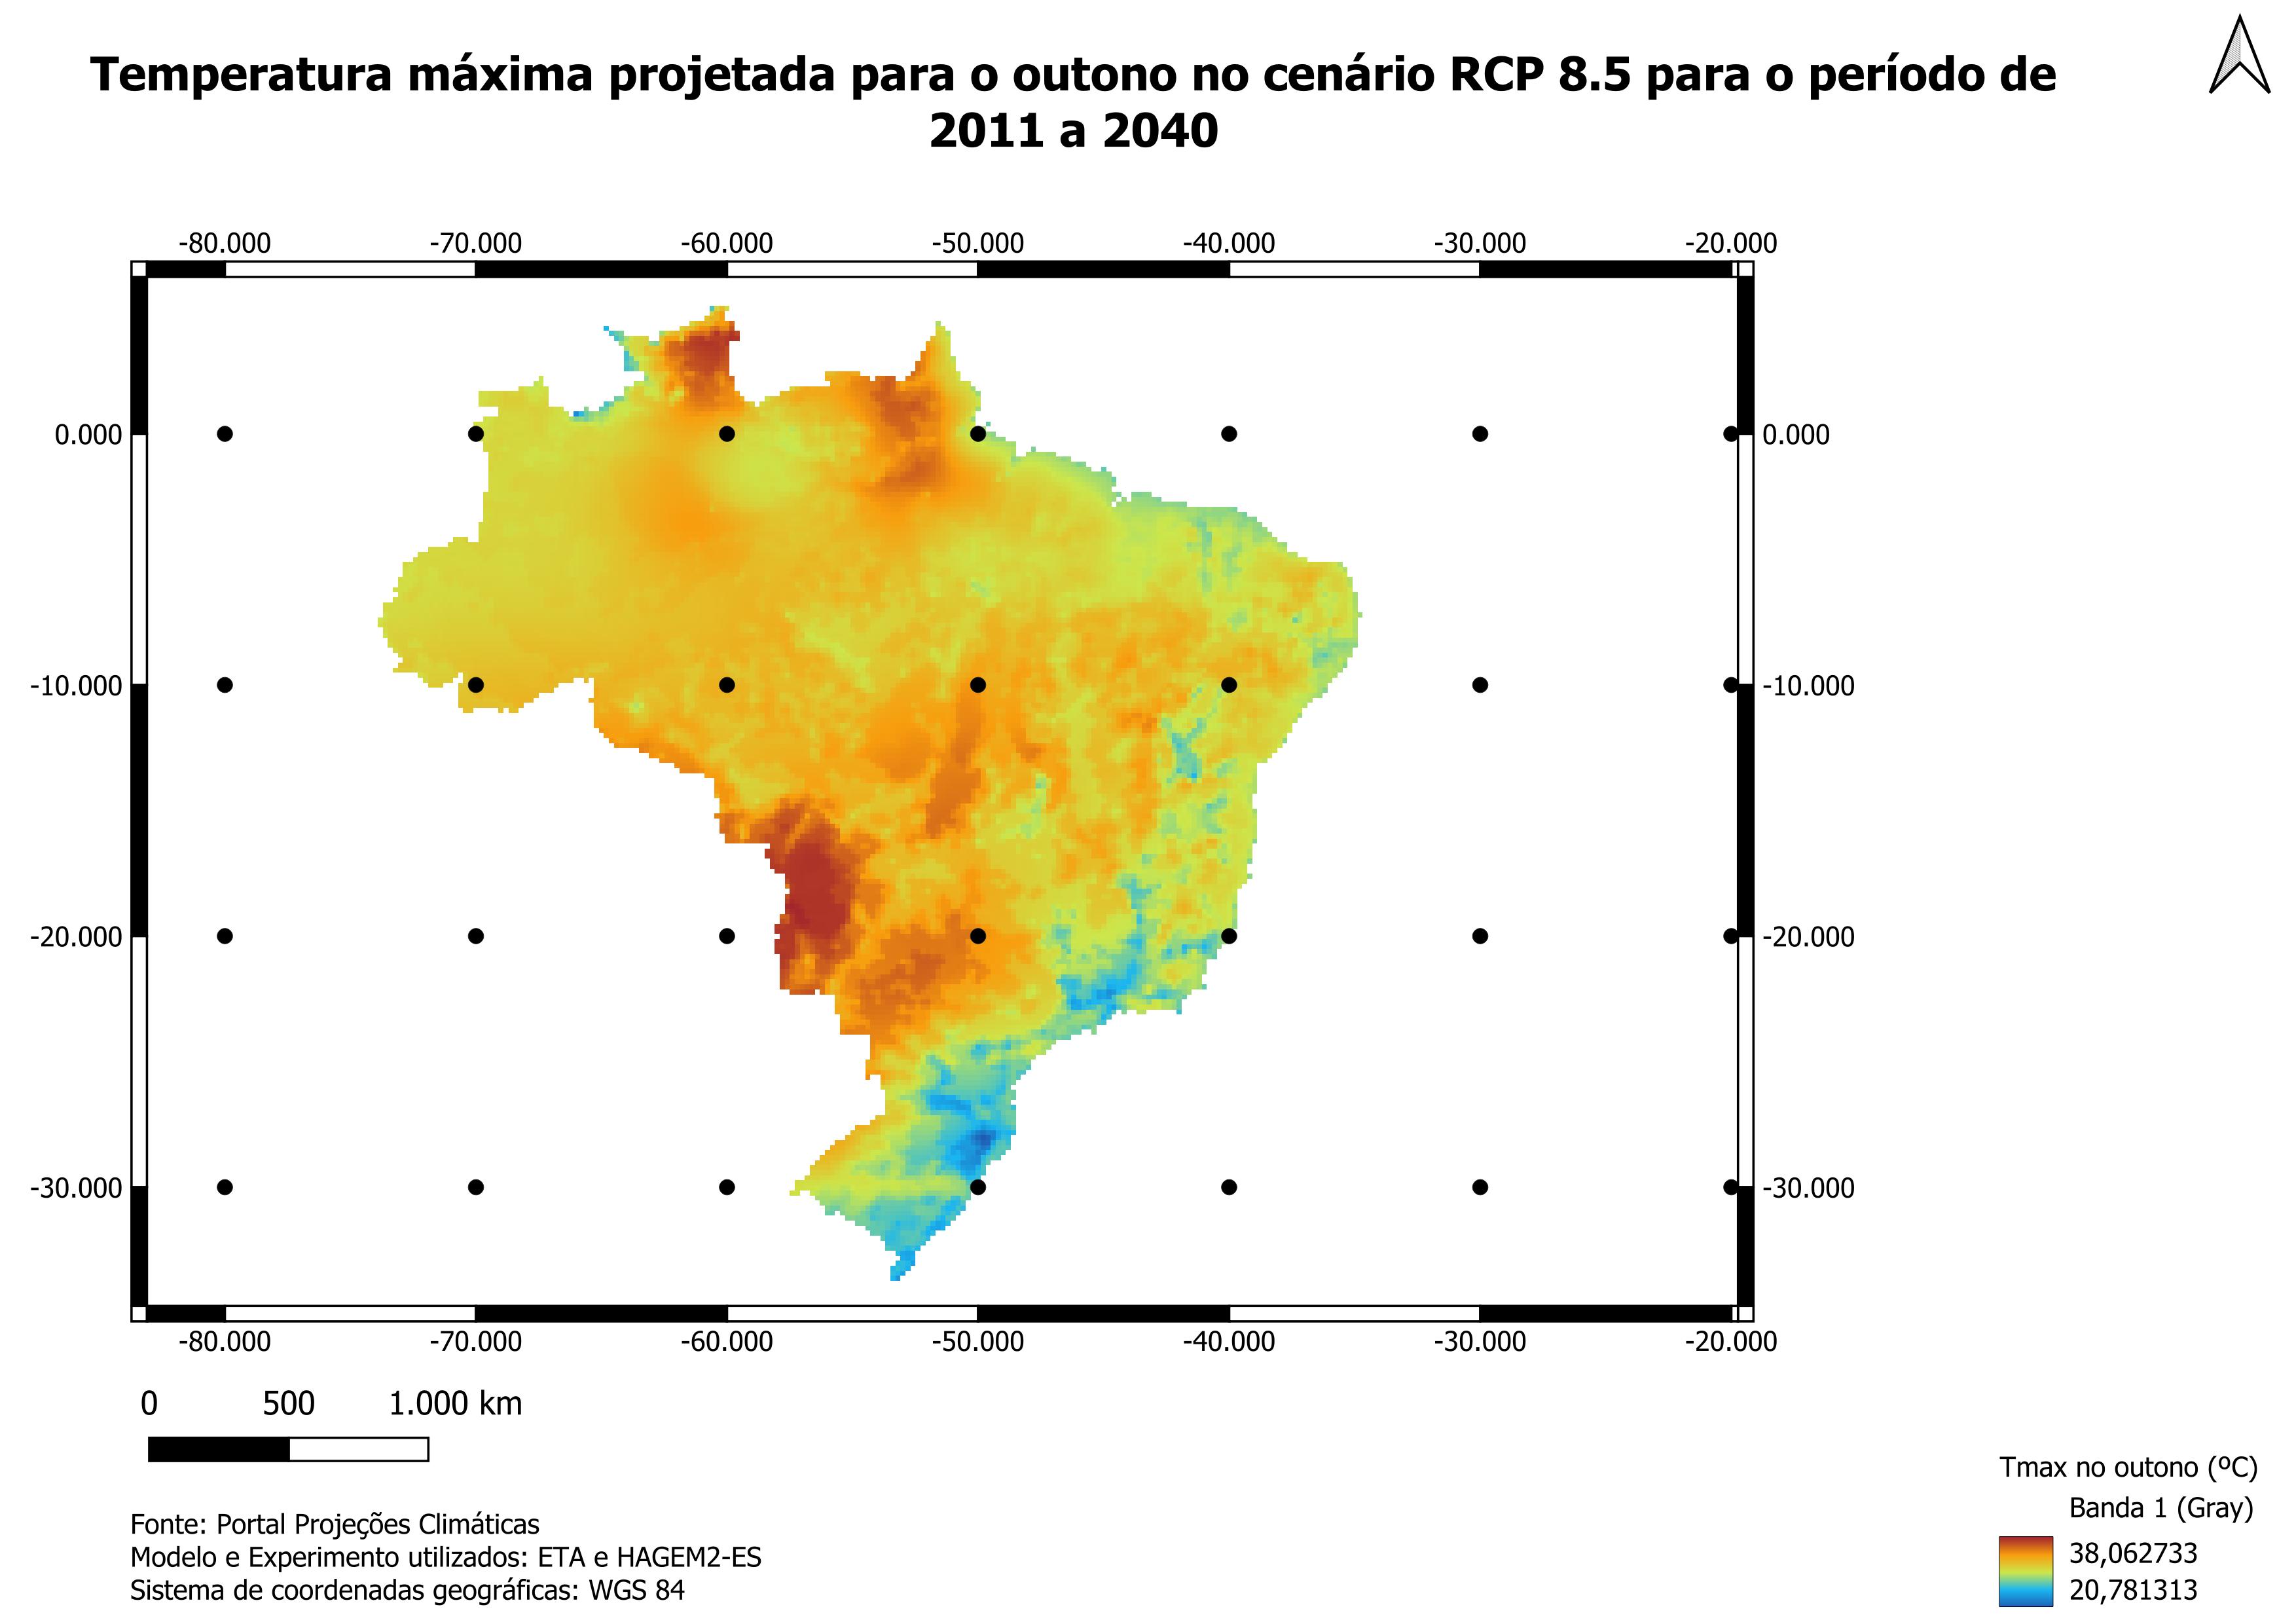 Temperatura máxima projetada para o outono no cenário RCP 8.5 para o período de
2011 a 2040
-80.000 -70.000 -60.000 -50.000 -40.000 -30.000 -20.000
0.000 0.000
-10.000 -10.000
-20.000 -20.000
-30.000 -30.000
-80.000 -70.000 -60.000 -50.000 -40.000 -30.000 -20.000
0 500 1.000 km
Tmax no outono (ºC)
Banda 1 (Gray)
38,062733
20,781313
Fonte: Portal Projeções Climáticas
Modelo e Experimento utilizados: ETA e HAGEM2-ES
Sistema de coordenadas geográficas: WGS 84